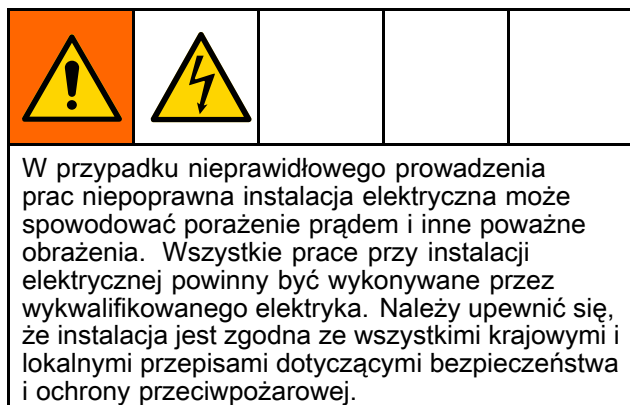 W przypadku nieprawidłowego prowadzenia
prac niepoprawna instalacja elektryczna może
spowodować porażenie prądem i inne poważne
obrażenia. Wszystkie prace przy instalacji
elektrycznej powinny być wykonywane przez
wykwalifikowanego elektryka. Należy upewnić się,
że instalacja jest zgodna ze wszystkimi krajowymi i
lokalnymi przepisami dotyczącymi bezpieczeństwa
i ochrony przeciwpożarowej.